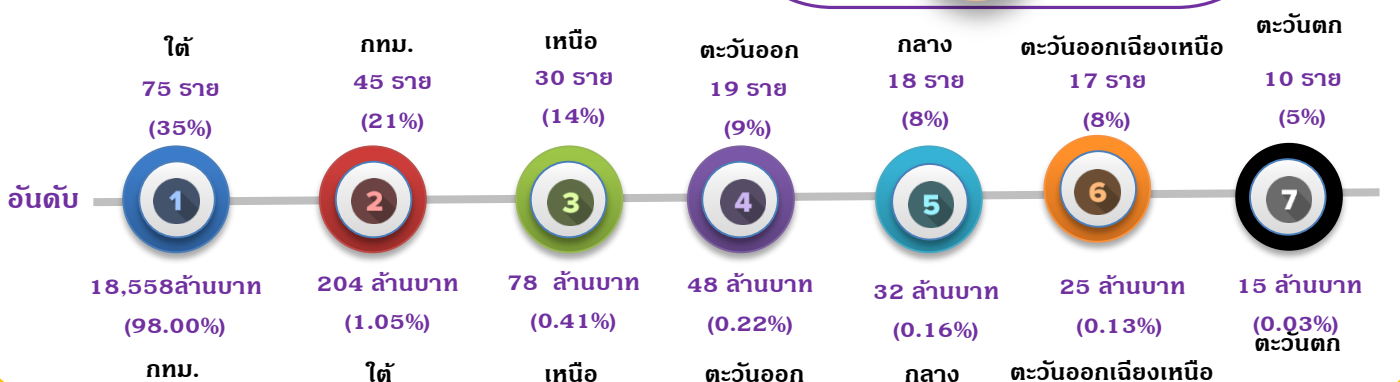 ใต้ กทม. เหนือ ตะวันออก กลาง ตะวันออกเฉียงเหนือ ตะวันตก
75 ราย 45 ราย 30 ราย 19 ราย 18 ราย 17 ราย 10 ราย
(35%) (21%) (14%) (9%) (8%) (8%) (5%)
อันดับ 1 2 3 4 5 6 7
18,558ล้านบาท 204 ล้านบาท 78 ล้านบาท 48 ล้านบาท 32 ล้านบาท 25 ล้านบาท 15 ล้านบาท
(98.00%) (1.05%) (0.41%) (0.22%) (0.16%) (0.13%) (0.03%)
กทม. ใต้ เหนือ ตะวันออก กลาง ตะวันออกเฉียงเหนือ ตะวันตก